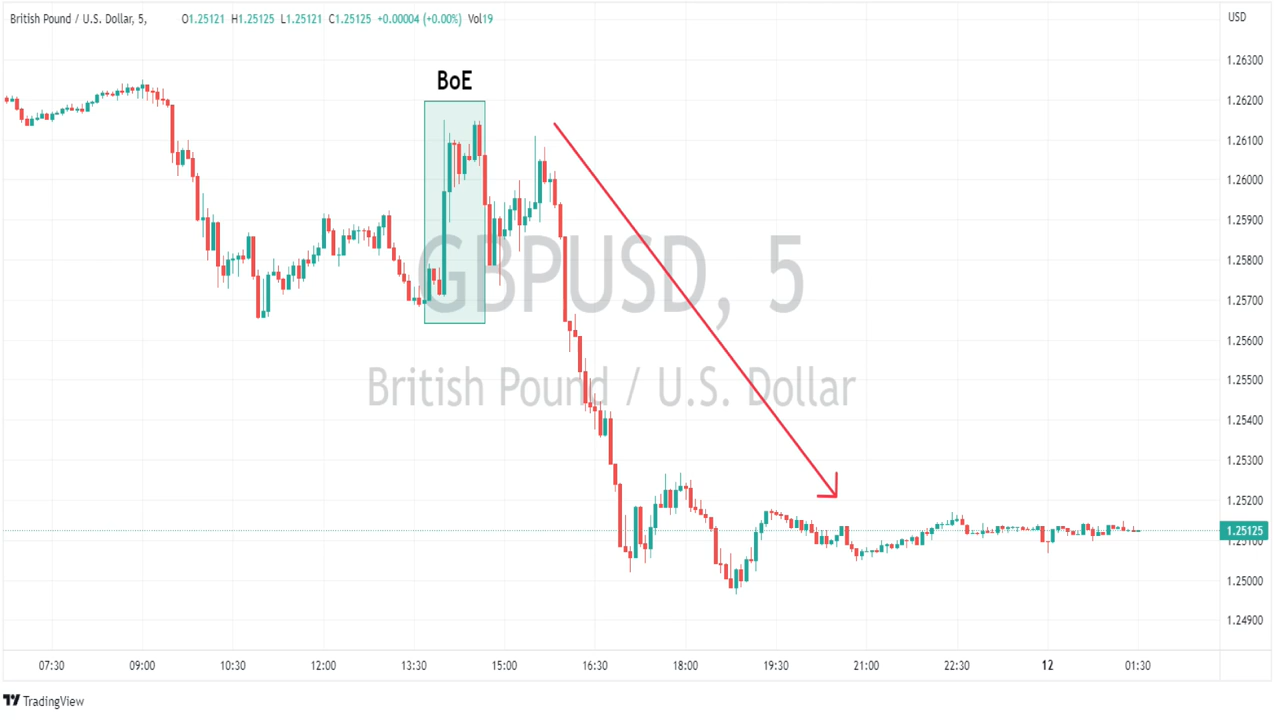 British Pound / U.S. Dollar, 5, O1.25121 H1.25125 L1.25121 C1.25125 +0.00004 (+0.00%) Vol19
USD
BoE
1.26300
1.26200
1.26100
1.26000
1.25900
1.25800
1.25700
1.25600
1.25500
1.25400
1.25300
1.25200
1.25125
1.25100
1.25000
1.24900
GBPUSD, 5
British Pound / U.S. Dollar
07:30 09:00 10:30 12:00 13:30 15:00 16:30 18:00 19:30 21:00 22:30 12 01:30
TradingView